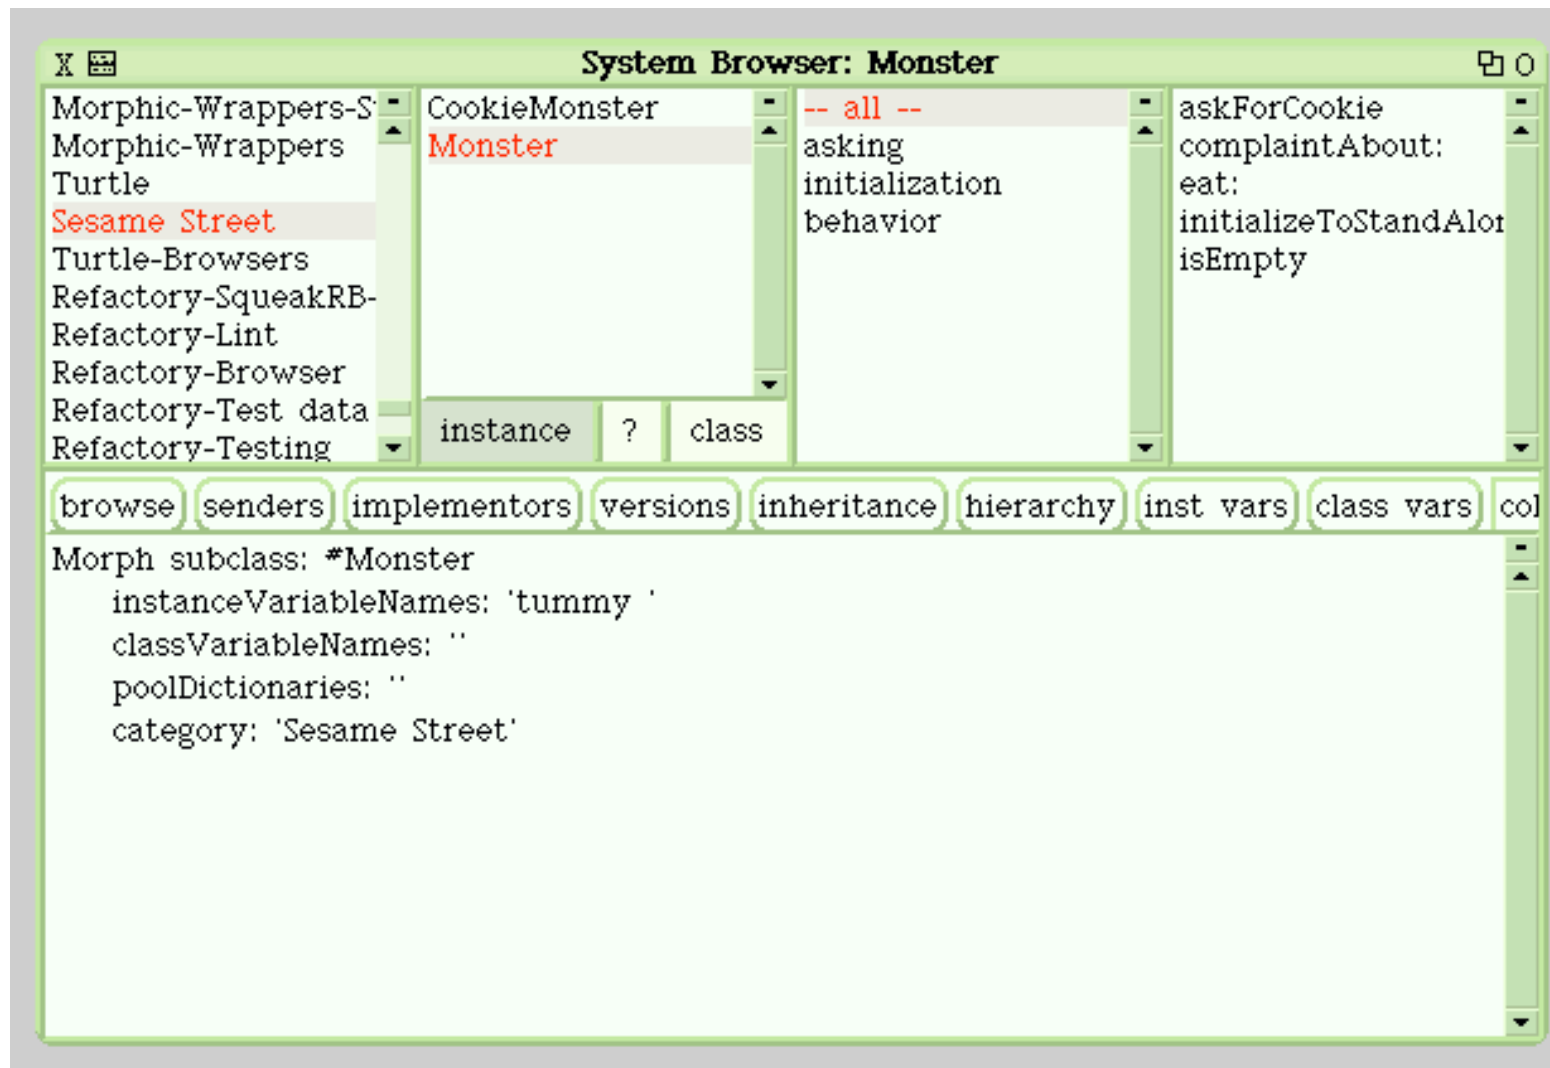 X System Browser: Monster O
Morphic-Wrappers-S
Morphic-Wrappers
Turtle
Sesame Street
Turtle-Browsers
Refactory-SqueakRB-
Refactory-Lint
Refactory-Browser
Refactory-Test data
Refactory-Testing
CookieMonster
Monster
instance ? class
-- all --
asking
initialization
behavior
askForCookie
complaintAbout:
eat:
initializeToStandAlon
isEmpty
browse senders implementors versions inheritance hierarchy inst vars class vars col
Morph subclass: #Monster
instanceVariableNames: 'tummy '
classVariableNames: ''
poolDictionaries: ''
category: 'Sesame Street'